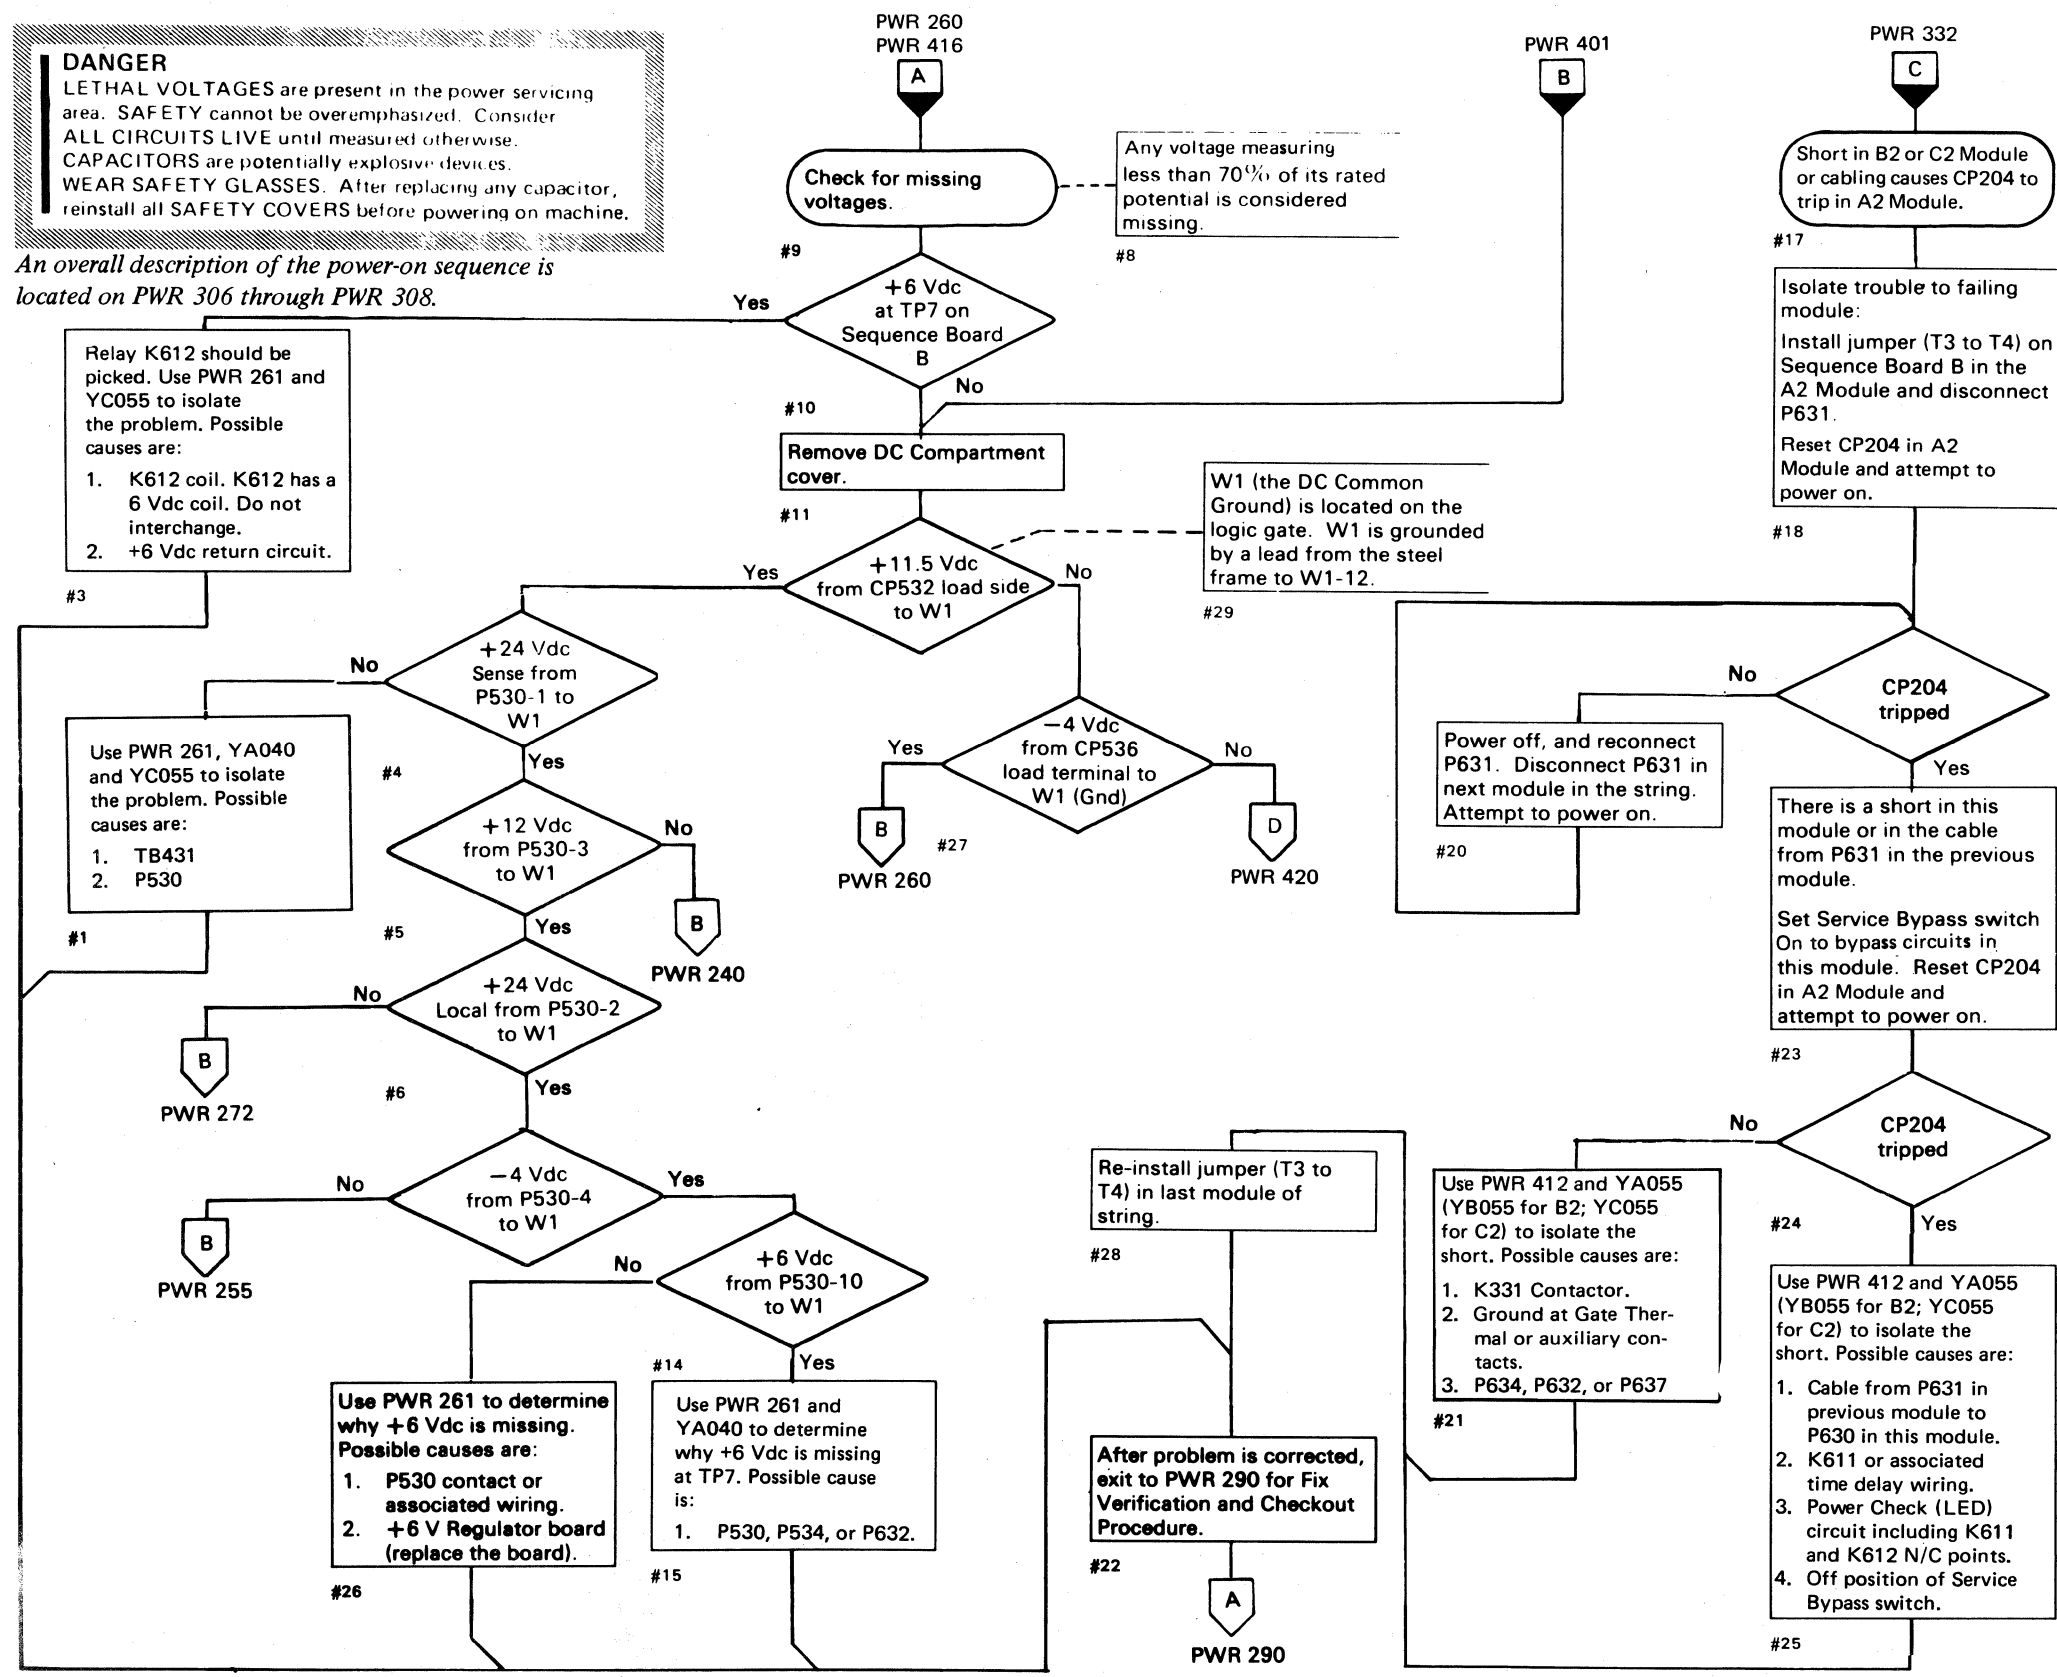 DANGER
LETHAL VOLTAGES are present in the power servicing
area. SAFETY cannot be overemphasized. Consider
ALL CIRCUITS LIVE until measured otherwise.
CAPACITORS are potentially explosive devices.
WEAR SAFETY GLASSES. After replacing any capacitor,
reinstall all SAFETY COVERS before powering on machine.
An overall description of the power-on sequence is
located on PWR 306 through PWR 308.
PWR 260
PWR 416
A
Check for missing
voltages.
Any voltage measuring
less than 70% of its rated
potential is considered
missing.
#8
#9
+6 Vdc
at TP7 on
Sequence Board
B
Yes
No
Relay K612 should be
picked. Use PWR 261 and
YC055 to isolate
the problem. Possible
causes are:
1. K612 coil. K612 has a
6 Vdc coil. Do not
interchange.
2. +6 Vdc return circuit.
#3
PWR 401
B
#10
Remove DC Compartment
cover.
#11
+11.5 Vdc
from CP532 load side
to W1
Yes
No
W1 (the DC Common
Ground) is located on the
logic gate. W1 is grounded
by a lead from the steel
frame to W1-12.
#29
+24 Vdc
Sense from
P530-1 to
W1
No
Yes
Use PWR 261, YA040
and YC055 to isolate
the problem. Possible
causes are:
1. TB431
2. P530
#1
#4
+12 Vdc
from P530-3
to W1
No
Yes
B
PWR 240
#5
+24 Vdc
Local from P530-2
to W1
No
Yes
B
PWR 272
#6
−4 Vdc
from P530-4
to W1
No
Yes
B
PWR 255
+6 Vdc
from P530-10
to W1
No
Yes
#14
Use PWR 261 to determine
why +6 Vdc is missing.
Possible causes are:
1. P530 contact or
associated wiring.
2. +6 V Regulator board
(replace the board).
#26
Use PWR 261 and
YA040 to determine
why +6 Vdc is missing
at TP7. Possible cause
is:
1. P530, P534, or P632.
#15
−4 Vdc
from CP536
load terminal to
W1 (Gnd)
Yes
No
B
PWR 260
#27
D
PWR 420
PWR 332
C
Short in B2 or C2 Module
or cabling causes CP204 to
trip in A2 Module.
#17
Isolate trouble to failing
module:
Install jumper (T3 to T4) on
Sequence Board B in the
A2 Module and disconnect
P631.
Reset CP204 in A2
Module and attempt to
power on.
#18
CP204
tripped
No
Yes
Power off, and reconnect
P631. Disconnect P631 in
next module in the string.
Attempt to power on.
#20
There is a short in this
module or in the cable
from P631 in the previous
module.
Set Service Bypass switch
On to bypass circuits in
this module. Reset CP204
in A2 Module and
attempt to power on.
#23
CP204
tripped
No
Yes
#24
Use PWR 412 and YA055
(YB055 for B2; YC055
for C2) to isolate the
short. Possible causes are:
1. K331 Contactor.
2. Ground at Gate Ther-
mal or auxiliary con-
tacts.
3. P634, P632, or P637
#21
Use PWR 412 and YA055
(YB055 for B2; YC055
for C2) to isolate the
short. Possible causes are:
1. Cable from P631 in
previous module to
P630 in this module.
2. K611 or associated
time delay wiring.
3. Power Check (LED)
circuit including K611
and K612 N/C points.
4. Off position of Service
Bypass switch.
#25
Re-install jumper (T3 to
T4) in last module of
string.
#28
After problem is corrected,
exit to PWR 290 for Fix
Verification and Checkout
Procedure.
#22
A
PWR 290